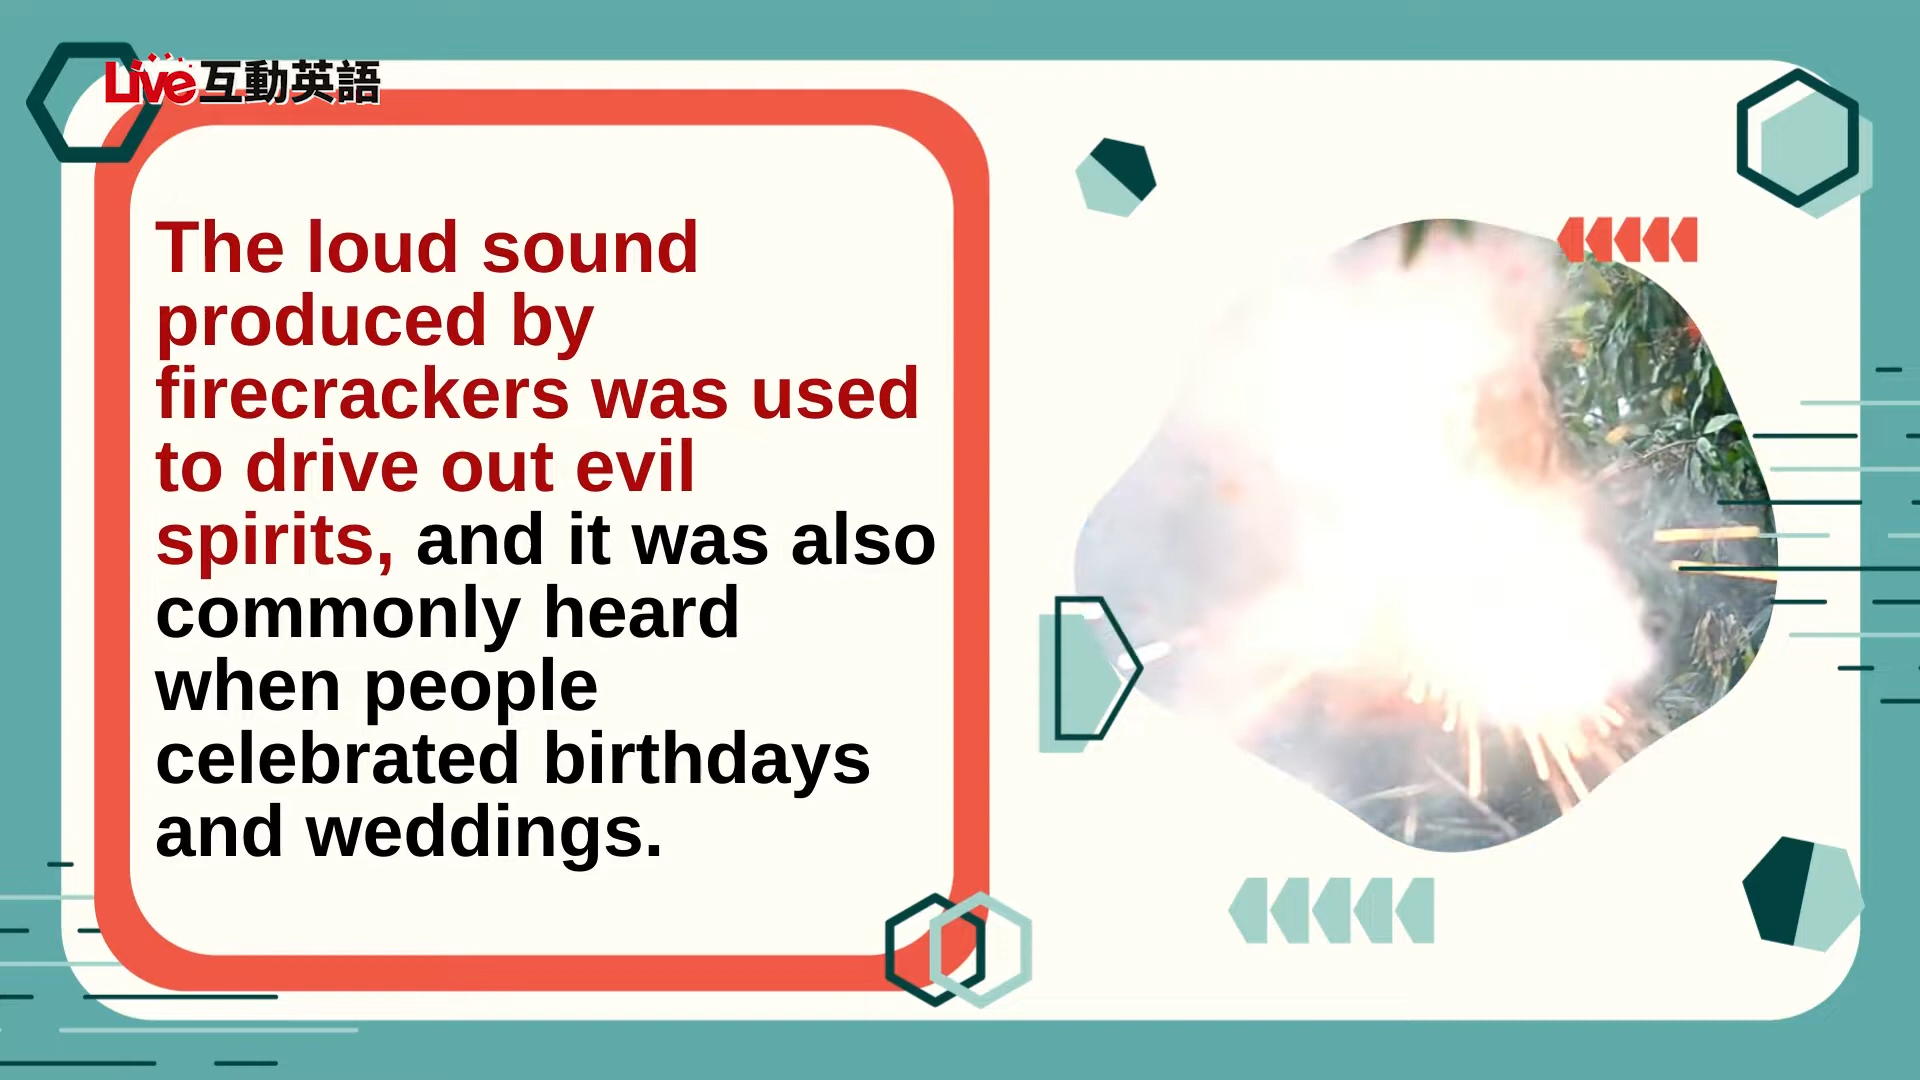 Live互動英語
The loud sound
produced by
firecrackers was used
to drive out evil
spirits, and it was also
commonly heard
when people
celebrated birthdays
and weddings.